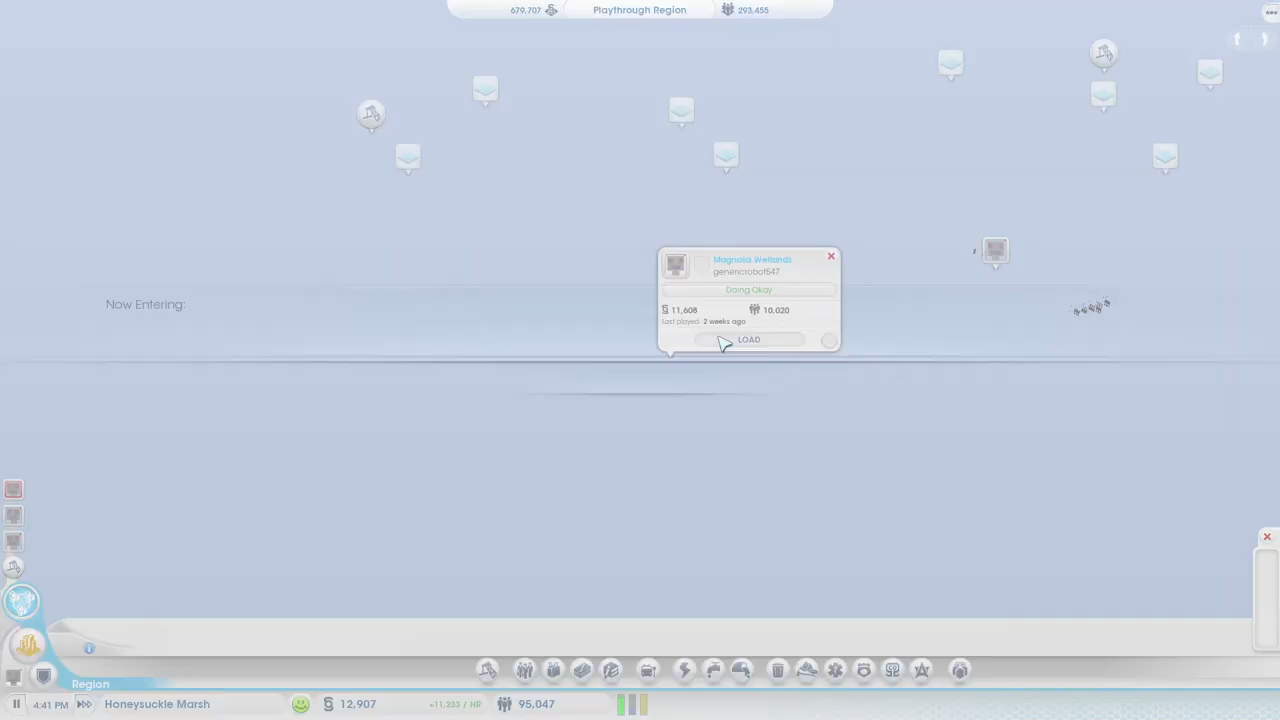 679,707
Playthrough Region
293,455
Magnolia Wetlands
genericrobot547
Doing Okay
11,608
10,020
Last played: 2 weeks ago
LOAD
Now Entering:
Region
4:41 PM
Honeysuckle Marsh
12,907
+11,233 / HR
95,047